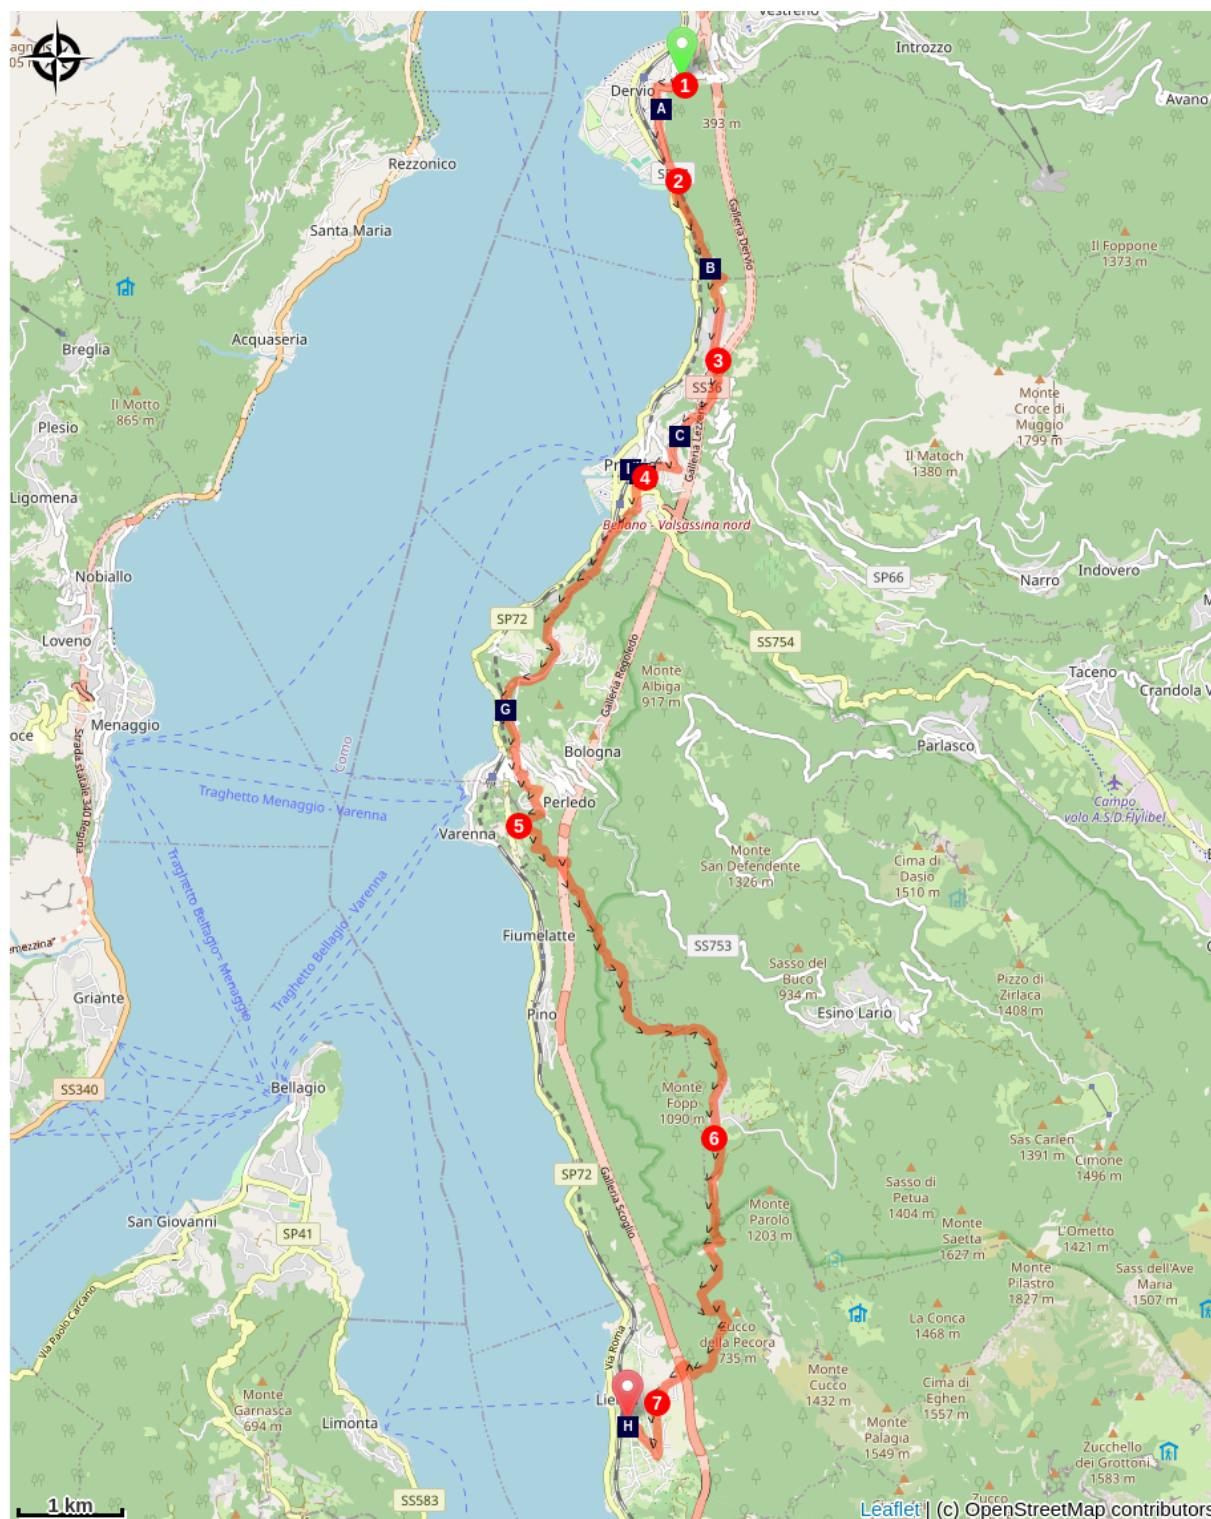 Vestreno
Introzzo
Avano
Dervio
1
A
393 m
Rezzonico
2
Galleria Dervio
Santa Maria
Il Foppone
1373 m
B
Acquaseria
Breglia
3
SS36
Il Motto
865 m
Monte
Croce di
Muggio
1799 m
Plesio
C
Galleria Lezzeno
Il Matoch
1380 m
Ligomena
4
Bellano - Valsassina nord
Nobiallo
SP66
Narro
Indovero
SP72
Loveno
SS754
Galleria Regoledo
Monte
Albiga
917 m
Taceno
Crandola V
G
Menaggio
oce
Strada statale 340 Regina
Como
Bologna
Parlasco
Traghetto Menaggio - Varenna
Perledo
Campo
volo A.S.D.Flylibel
5
Varenna
Traghetto Bellagio - Menaggio
Traghetto Bellagio - Varenna
Monte
San Defendente
1326 m
Cima di
Dasio
1510 m
emezzina"
Fiumelatte
SS753
Sasso del
Buco
934 m
Pizzo di
Zirlaca
1408 m
Griante
Pino
Esino Lario
SS340
Bellagio
Monte
Fopp
1090 m
6
Sas Carlen
1391 m
Cimone
1496 m
SP72
Galleria Scoglio
Sasso di
Petua
1404 m
San Giovanni
SP41
Monte
Parolo
1203 m
Monte
Saetta
1627 m
L'Ometto
1421 m
Monte
Pilastro
1827 m
Sass dell'Ave
Maria
1507 m
Via Paolo Carcano
Via Roma
Zucco
della Pecora
735 m
La Conca
1468 m
Monte
Cucco
1432 m
Cima di
Eghen
1557 m
Lie
7
H
Monte
Garnasca
694 m
Limonta
Monte
Palagia
1549 m
Zucchello
dei Grottoni
1583 m
SS583
Zucco
1 km
Leaflet | (c) OpenStreetMap contributors